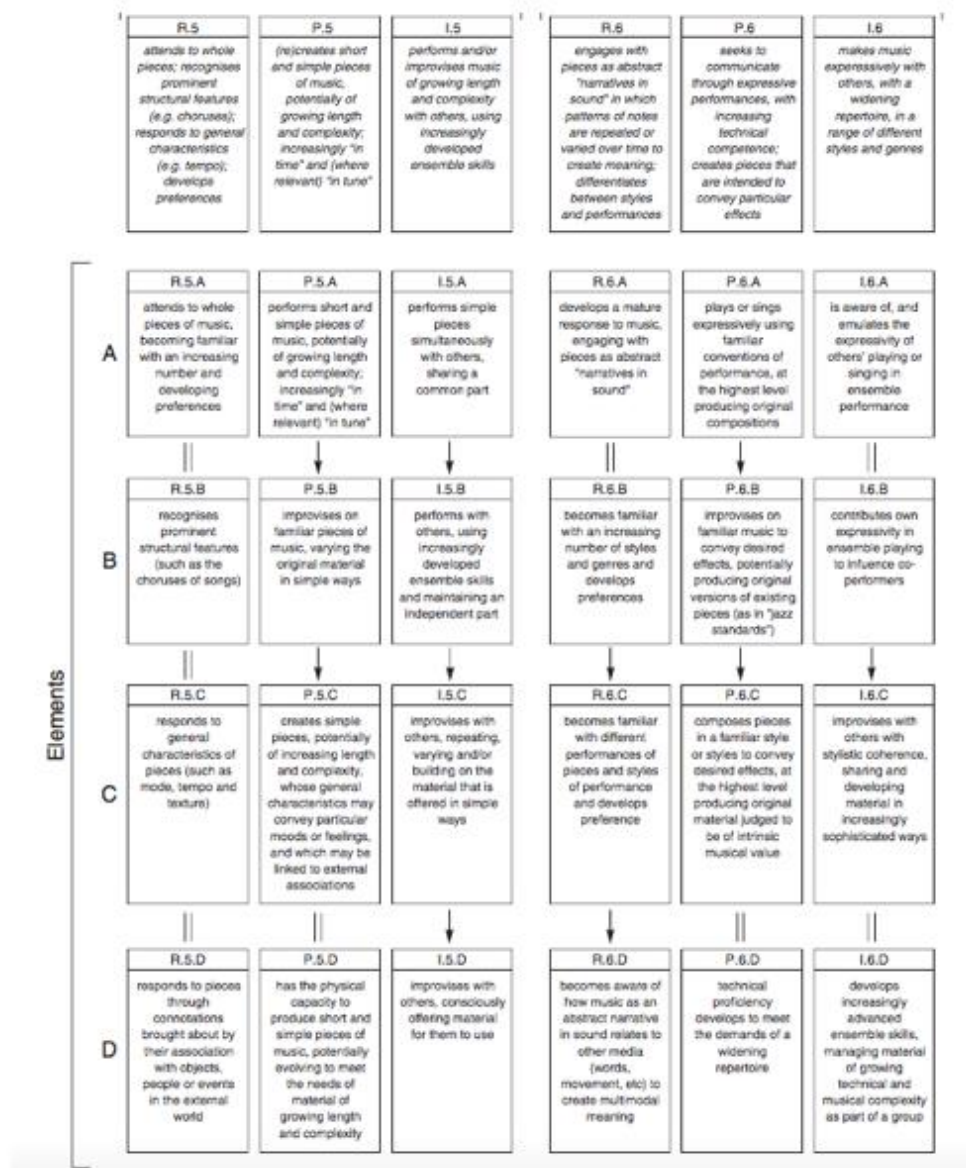 R.5
attends to whole
pieces; recognises
prominent
structural features
(e.g. choruses);
responds to general
characteristics
(e.g. tempo);
develops
preferences
P.5
(re)creates short
and simple pieces
of music,
potentially of
growing length
and complexity;
increasingly "in
time" and (where
relevant) "in tune"
I.5
performs and/or
improvises music
of growing length
and complexity
with others, using
increasingly
developed
ensemble skills
R.6
engages with
pieces as abstract
"narratives in
sound" in which
patterns of notes
are repeated or
varied over time to
create meaning;
differentiates
between styles
and performances
P.6
seeks to
communicate
through expressive
performances, with
increasing
technical
competence;
creates pieces that
are intended to
convey particular
effects
I.6
makes music
experessively with
others, with a
widening
repertoire, in a
range of different
styles and genres
Elements
A
R.5.A
attends to whole
pieces of music,
becoming familiar
with an increasing
number and
developing
preferences
P.5.A
performs short and
simple pieces of
music, potentially
of growing length
and complexity;
increasingly "in
time" and (where
relevant) "in tune"
I.5.A
performs simple
pieces
simultaneously
with others,
sharing a
common part
R.6.A
develops a mature
response to music,
engaging with
pieces as abstract
"narratives in
sound"
P.6.A
plays or sings
expressively using
familiar
conventions of
performance, at
the highest level
producing original
compositions
I.6.A
is aware of, and
emulates the
expressivity of
others' playing or
singing in
ensemble
performance
B
R.5.B
recognises
prominent
structural features
(such as the
choruses of songs)
P.5.B
improvises on
familiar pieces of
music, varying the
original material
in simple ways
I.5.B
performs with
others, using
increasingly
developed
ensemble skills
and maintaining an
independent part
R.6.B
becomes familiar
with an increasing
number of styles
and genres and
develops
preferences
P.6.B
improvises on
familiar music to
convey desired
effects, potentially
producing original
versions of existing
pieces (as in "jazz
standards")
I.6.B
contributes own
expressivity in
ensemble playing
to influence co-
performers
C
R.5.C
responds to
general
characteristics of
pieces (such as
mode, tempo and
texture)
P.5.C
creates simple
pieces, potentially
of increasing length
and complexity,
whose general
characteristics may
convey particular
moods or feelings,
and which may be
linked to external
associations
I.5.C
improvises with
others, repeating,
varying and/or
building on the
material that is
offered in simple
ways
R.6.C
becomes familiar
with different
performances of
pieces and styles
of performance
and develops
preference
P.6.C
composes pieces
in a familiar style
or styles to convey
desired effects, at
the highest level
producing original
material judged to
be of intrinsic
musical value
I.6.C
improvises with
others with
stylistic coherence,
sharing and
developing
material in
increasingly
sophisticated ways
D
R.5.D
responds to pieces
through
connotations
brought about by
their association
with objects,
people or events
in the external
world
P.5.D
has the physical
capacity to
produce short and
simple pieces of
music, potentially
evolving to meet
the needs of
material of
growing length
and complexity
I.5.D
improvises with
others, consciously
offering material
for them to use
R.6.D
becomes aware of
how music as an
abstract narrative
in sound relates to
other media
(words,
movement, etc) to
create multimodal
meaning
P.6.D
technical
proficiency
develops to meet
the demands of a
widening
repertoire
I.6.D
develops
increasingly
advanced
ensemble skills,
managing material
of growing
technical and
musical complexity
as part of a group